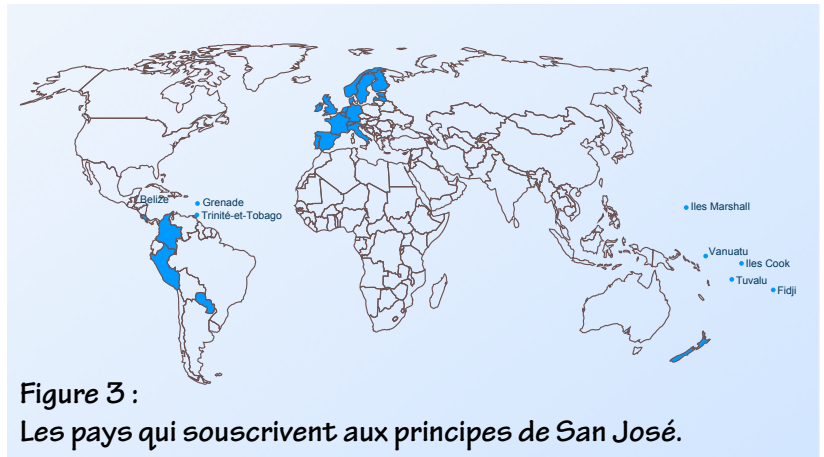 Belize
Grenade
Trinité-et-Tobago
Iles Marshall
Vanuatu
Iles Cook
Tuvalu
Fidji
Figure 3 :
Les pays qui souscrivent aux principes de San José.